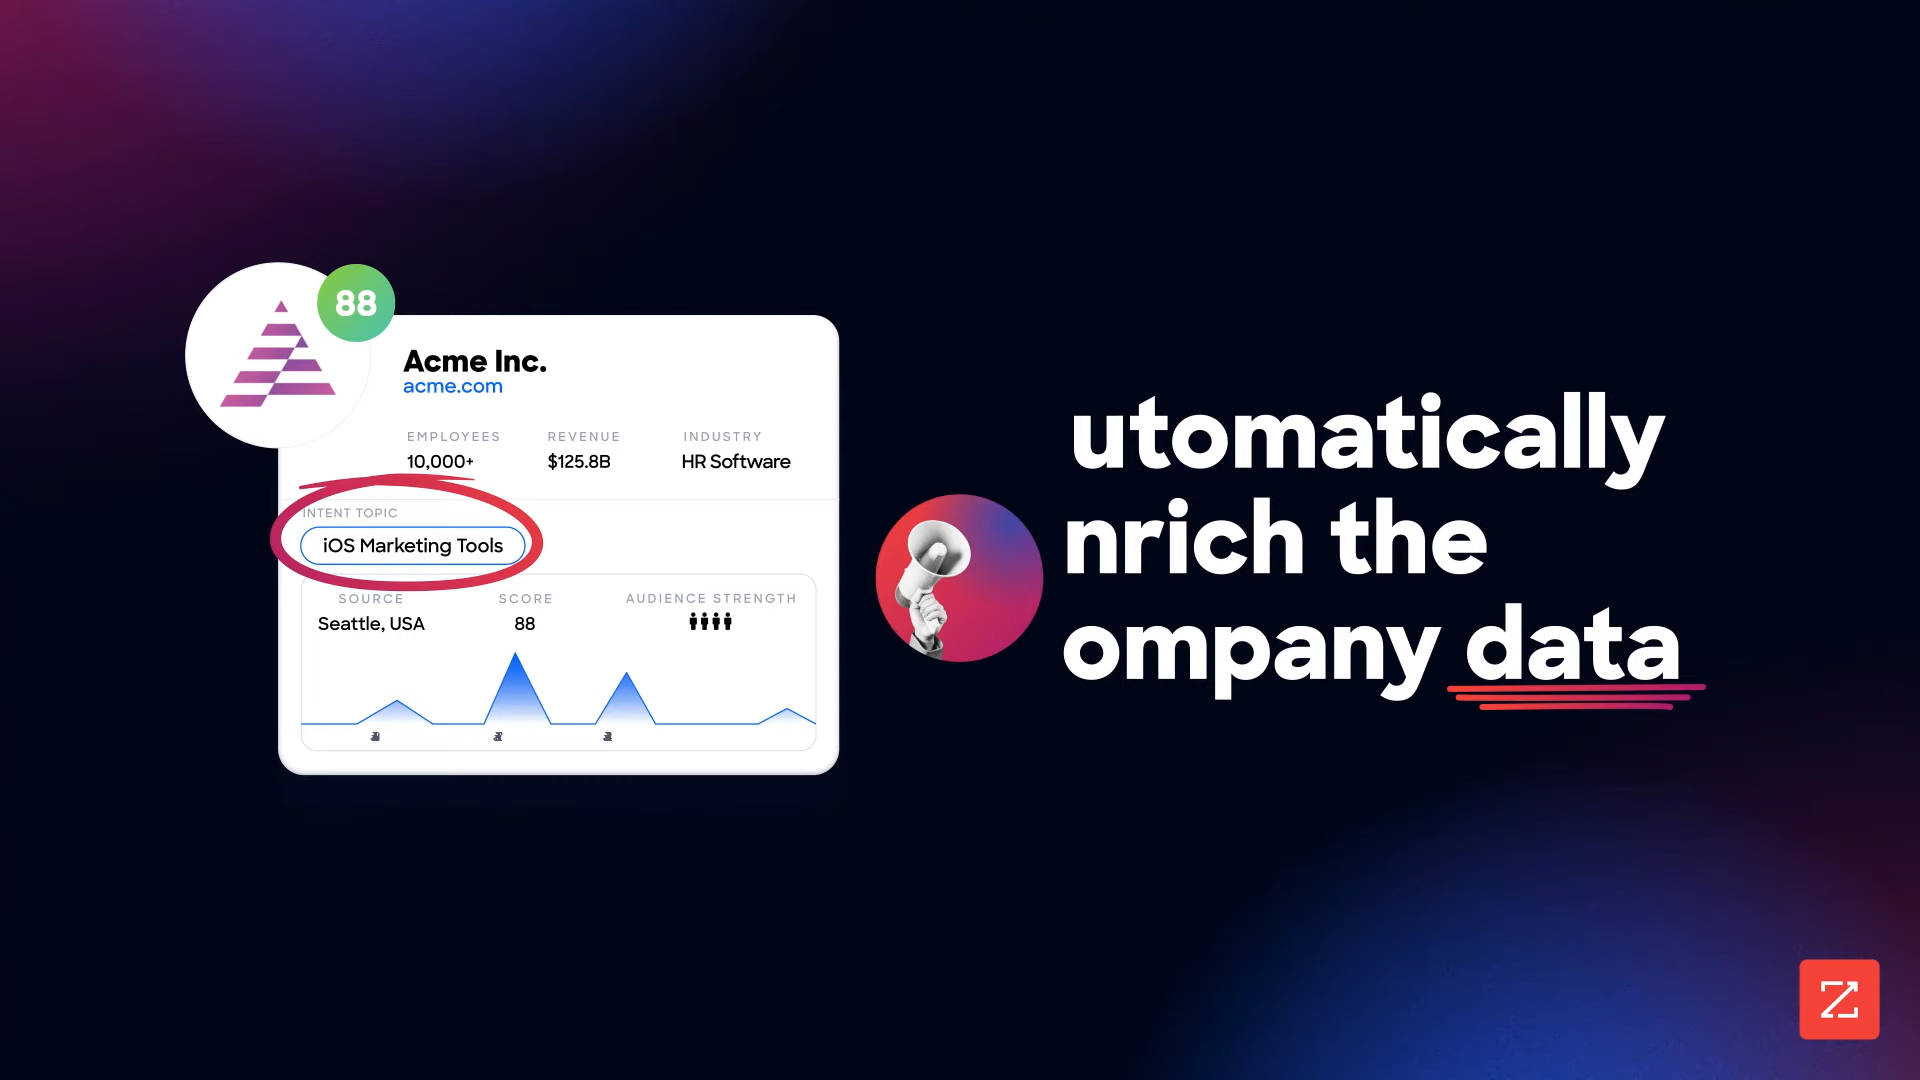 88
Acme Inc.
acme.com
EMPLOYEES REVENUE INDUSTRY
10,000+ $125.8B HR Software
INTENT TOPIC
iOS Marketing Tools
SOURCE SCORE AUDIENCE STRENGTH
Seattle, USA 88
utomatically
nrich the
ompany data